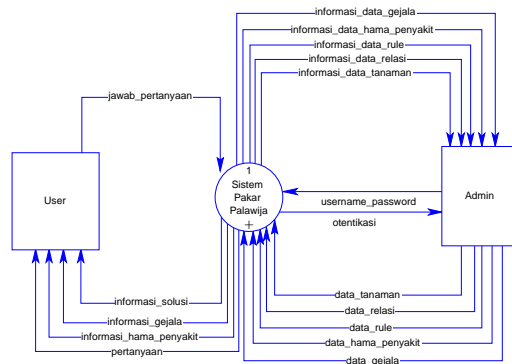 informasi_data_gejala
informasi_data_hama_penyakit
informasi_data_rule
informasi_data_relasi
informasi_data_tanaman
jawab_pertanyaan
1
Sistem
Pakar
Palawija
+
User
Admin
username_password
otentikasi
informasi_solusi
informasi_gejala
informasi_hama_penyakit
pertanyaan
data_tanaman
data_relasi
data_rule
data_hama_penyakit
data_gejala